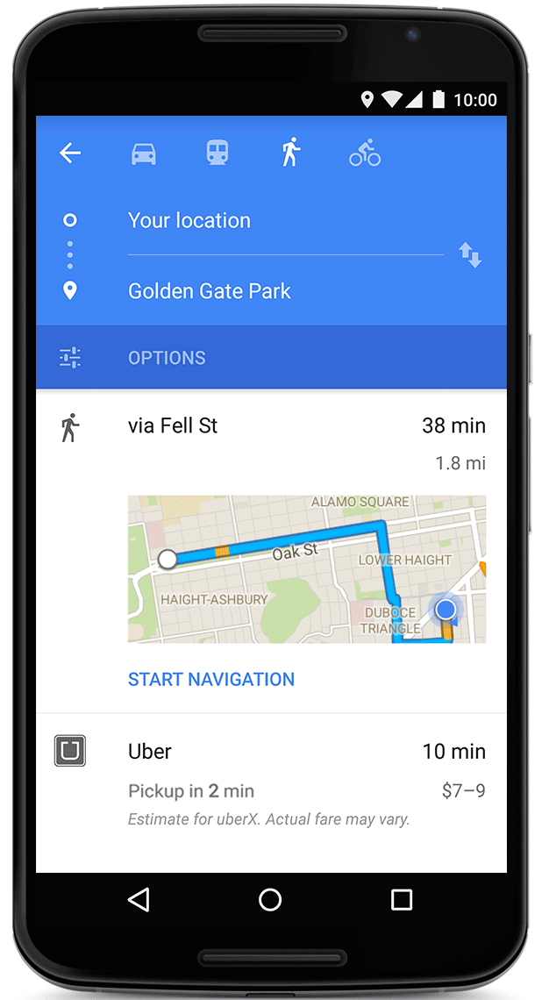 10:00
Your location
Golden Gate Park
OPTIONS
via Fell St
38 min
1.8 mi
ALAMO SQUARE
Oak St
LOWER HAIGHT
HAIGHT-ASHBURY
DUBOCE
TRIANGLE
START NAVIGATION
Uber
10 min
Pickup in 2 min
$7–9
Estimate for uberX. Actual fare may vary.